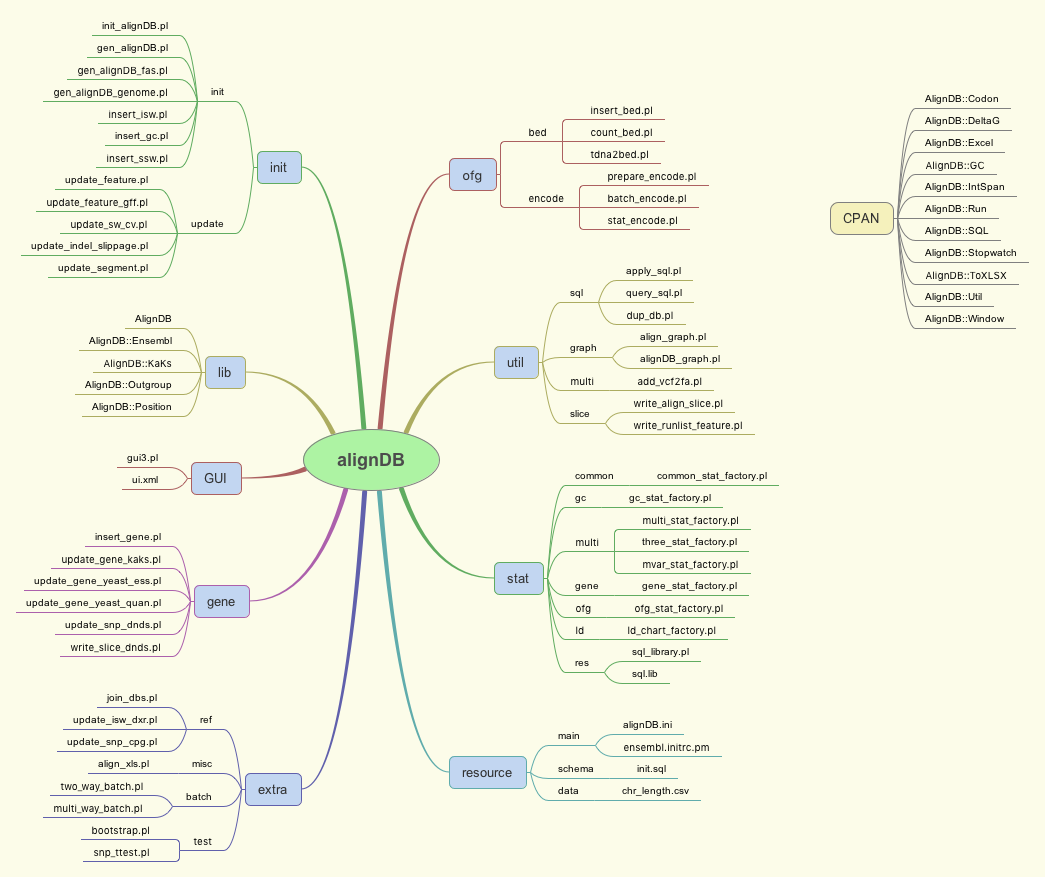 alignDB
init
init
init_alignDB.pl
gen_alignDB.pl
gen_alignDB_fas.pl
gen_alignDB_genome.pl
insert_isw.pl
insert_gc.pl
insert_ssw.pl
update
update_feature.pl
update_feature_gff.pl
update_sw_cv.pl
update_indel_slippage.pl
update_segment.pl
lib
AlignDB
AlignDB::Ensembl
AlignDB::KaKs
AlignDB::Outgroup
AlignDB::Position
GUI
gui3.pl
ui.xml
gene
insert_gene.pl
update_gene_kaks.pl
update_gene_yeast_ess.pl
update_gene_yeast_quan.pl
update_snp_dnds.pl
write_slice_dnds.pl
extra
ref
join_dbs.pl
update_isw_dxr.pl
update_snp_cpg.pl
misc
align_xls.pl
batch
two_way_batch.pl
multi_way_batch.pl
test
bootstrap.pl
snp_ttest.pl
ofg
bed
insert_bed.pl
count_bed.pl
tdna2bed.pl
encode
prepare_encode.pl
batch_encode.pl
stat_encode.pl
util
sql
apply_sql.pl
query_sql.pl
dup_db.pl
graph
align_graph.pl
alignDB_graph.pl
multi
add_vcf2fa.pl
slice
write_align_slice.pl
write_runlist_feature.pl
stat
common
common_stat_factory.pl
gc
gc_stat_factory.pl
multi
multi_stat_factory.pl
three_stat_factory.pl
mvar_stat_factory.pl
gene
gene_stat_factory.pl
ofg
ofg_stat_factory.pl
ld
ld_chart_factory.pl
res
sql_library.pl
sql.lib
resource
main
alignDB.ini
ensembl.initrc.pm
schema
init.sql
data
chr_length.csv
CPAN
AlignDB::Codon
AlignDB::DeltaG
AlignDB::Excel
AlignDB::GC
AlignDB::IntSpan
AlignDB::Run
AlignDB::SQL
AlignDB::Stopwatch
AlignDB::ToXLSX
AlignDB::Util
AlignDB::Window